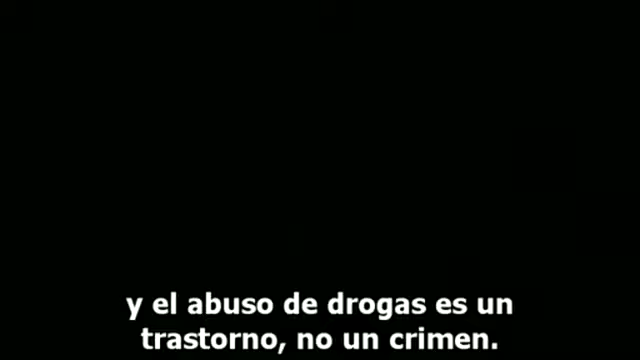 y el abuso de drogas es un
trastorno, no un crimen.